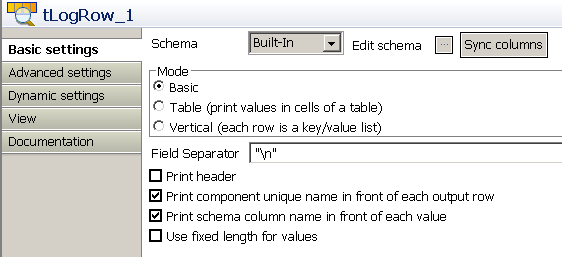 tLogRow_1
Basic settings
Advanced settings
Dynamic settings
View
Documentation
Schema Built-In Edit schema ... Sync columns
Mode
Basic
Table (print values in cells of a table)
Vertical (each row is a key/value list)
Field Separator "\n"
Print header
Print component unique name in front of each output row
Print schema column name in front of each value
Use fixed length for values